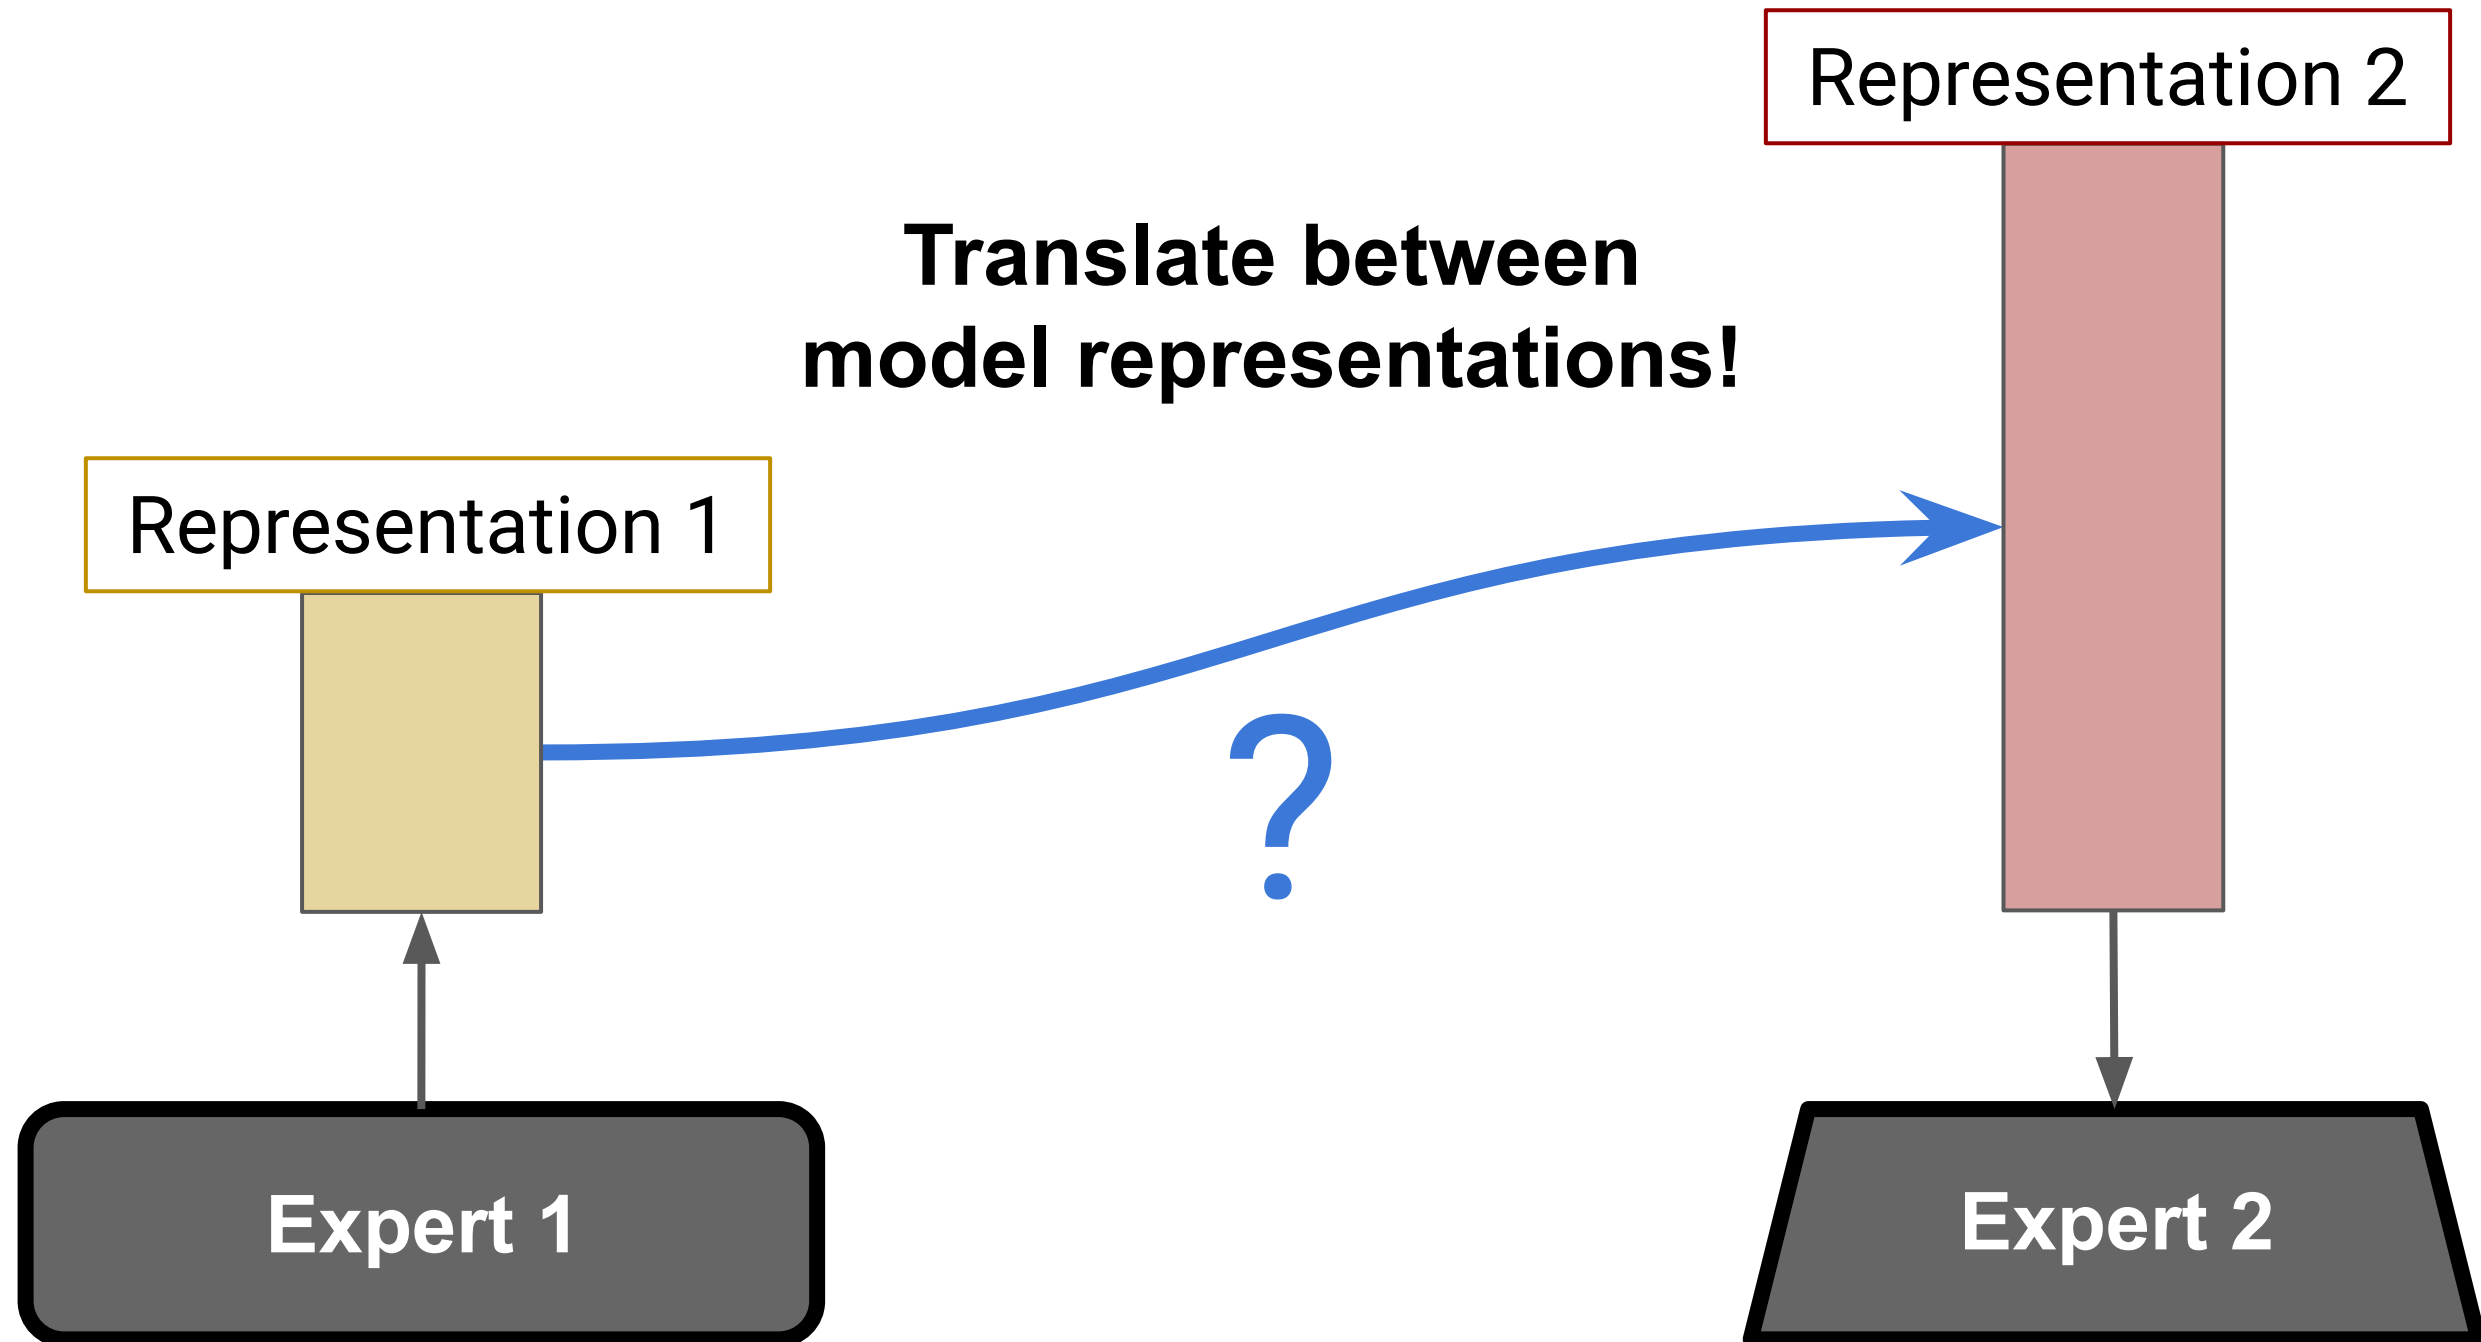 Representation 2
Translate between
model representations!
Representation 1
?
Expert 1
Expert 2